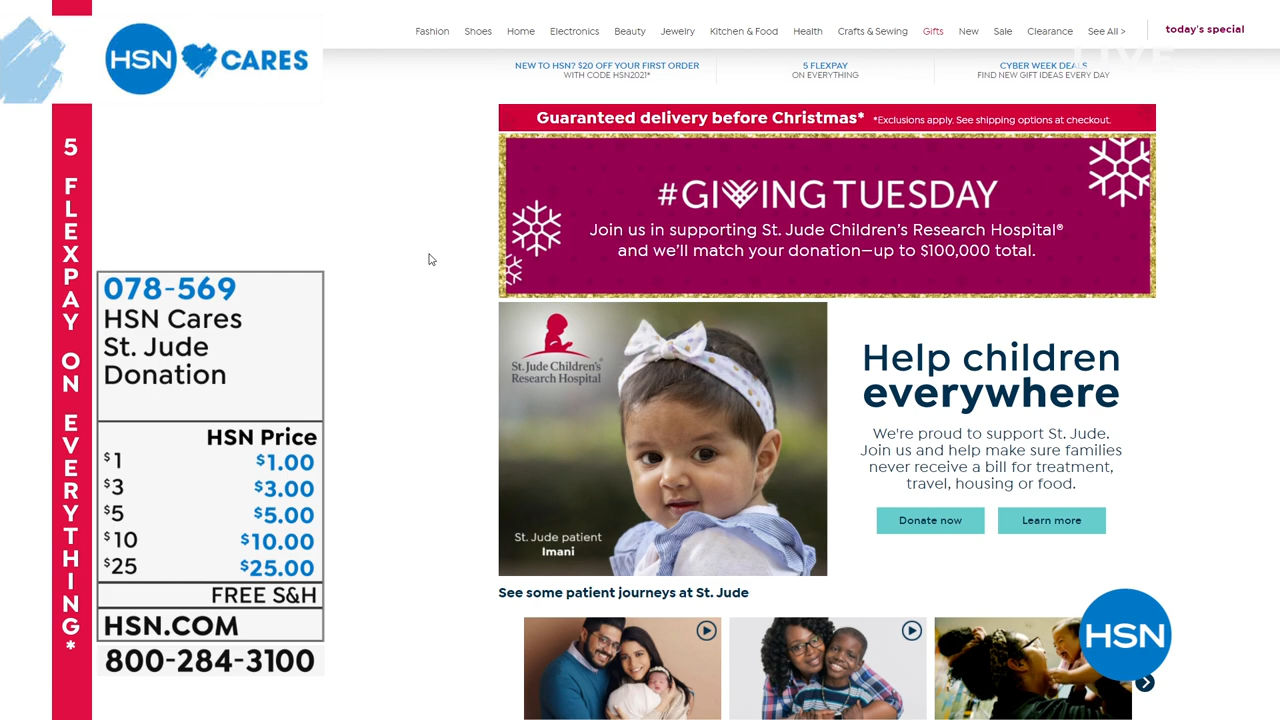 HSN CARES
5 FLEXPAY ON EVERYTHING*
078-569
HSN Cares
St. Jude
Donation
HSN Price
$1 $1.00
$3 $3.00
$5 $5.00
$10 $10.00
$25 $25.00
FREE S&H
HSN.COM
800-284-3100
Fashion Shoes Home Electronics Beauty Jewelry Kitchen & Food Health Crafts & Sewing Gifts New Sale Clearance See All > today's special
LIVE
NEW TO HSN? $20 OFF YOUR FIRST ORDER
WITH CODE HSN2021*
5 FLEXPAY
ON EVERYTHING
CYBER WEEK DEALS
FIND NEW GIFT IDEAS EVERY DAY
Guaranteed delivery before Christmas* *Exclusions apply. See shipping options at checkout.
#GIVING TUESDAY
Join us in supporting St. Jude Children's Research Hospital®
and we'll match your donation—up to $100,000 total.
St. Jude Children's
Research Hospital
St. Jude patient
Imani
Help children
everywhere
We're proud to support St. Jude.
Join us and help make sure families
never receive a bill for treatment,
travel, housing or food.
Donate now Learn more
See some patient journeys at St. Jude
HSN